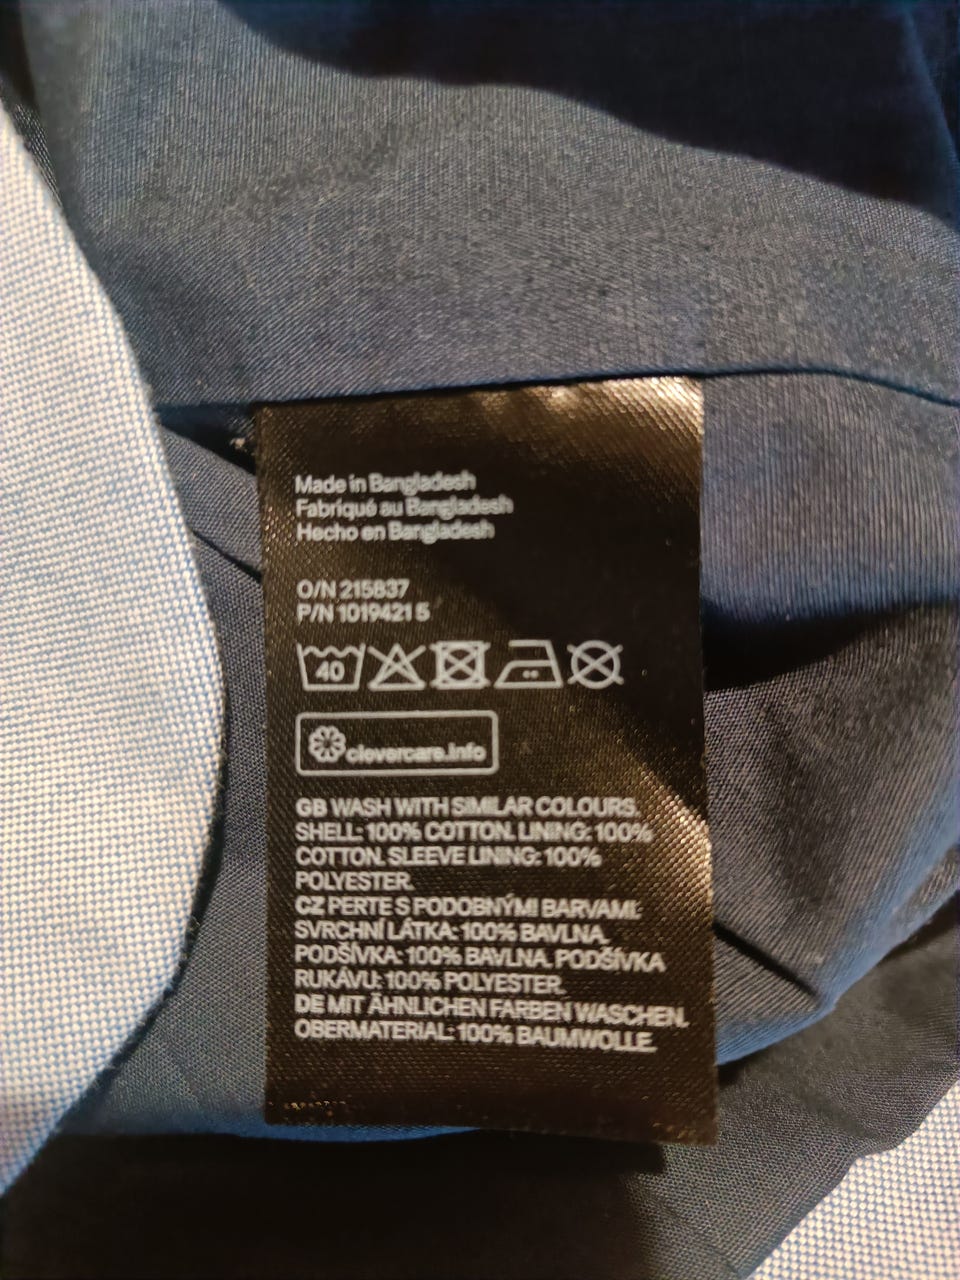 Made in Bangladesh
Fabriqué au Bangladesh
Hecho en Bangladesh
O/N 215837
P/N 1019421 5
40
clevercare.info
GB WASH WITH SIMILAR COLOURS.
SHELL: 100% COTTON. LINING: 100%
COTTON. SLEEVE LINING: 100%
POLYESTER.
CZ PERTE S PODOBNÝMI BARVAMI.
SVRCHNÍ LÁTKA: 100% BAVLNA.
PODŠÍVKA: 100% BAVLNA. PODŠÍVKA
RUKÁVU: 100% POLYESTER.
DE MIT ÄHNLICHEN FARBEN WASCHEN.
OBERMATERIAL: 100% BAUMWOLLE.